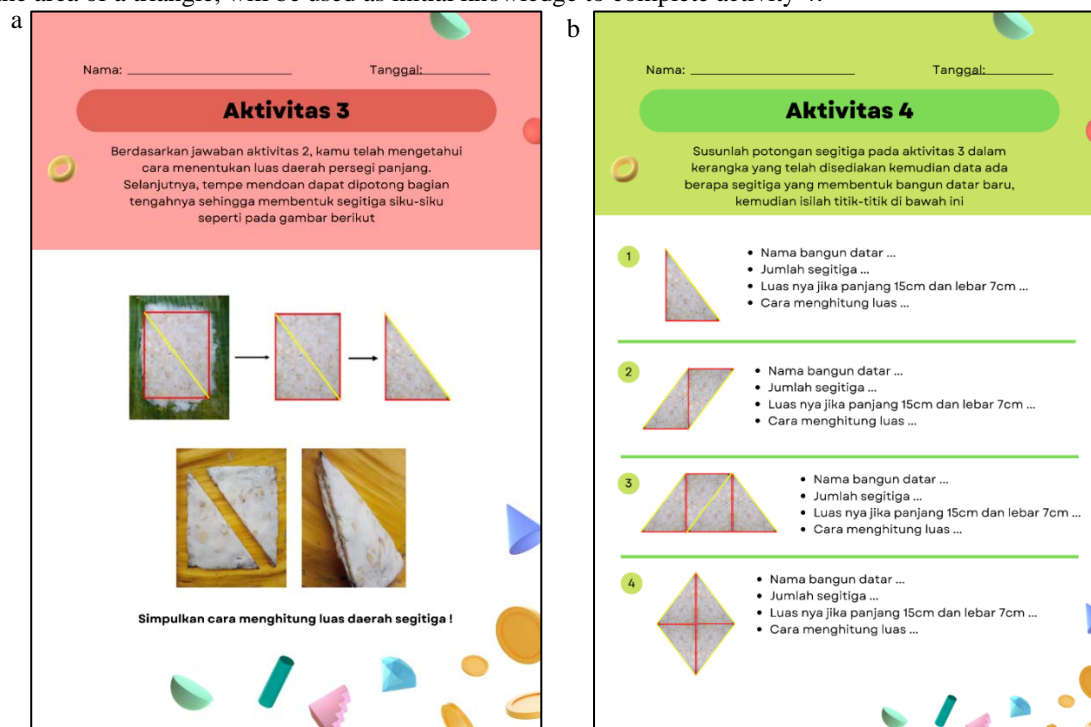 the area of a triangle, will be used as initial knowledge to complete activity 4.
a
Nama:
Tanggal:
Aktivitas 3
Berdasarkan jawaban aktivitas 2, kamu telah mengetahui
cara menentukan luas daerah persegi panjang.
Selanjutnya, tempe mendoan dapat dipotong bagian
tengahnya sehingga membentuk segitiga siku-siku
seperti pada gambar berikut
Simpulkan cara menghitung luas daerah segitiga !
b
Nama:
Tanggal:
Aktivitas 4
Susunlah potongan segitiga pada aktivitas 3 dalam
kerangka yang telah disediakan kemudian data ada
berapa segitiga yang membentuk bangun datar baru,
kemudian isilah titik-titik di bawah ini
1
• Nama bangun datar ...
• Jumlah segitiga ...
• Luas nya jika panjang 15cm dan lebar 7cm ...
• Cara menghitung luas ...
2
• Nama bangun datar ...
• Jumlah segitiga ...
• Luas nya jika panjang 15cm dan lebar 7cm ...
• Cara menghitung luas ...
3
• Nama bangun datar ...
• Jumlah segitiga ...
• Luas nya jika panjang 15cm dan lebar 7cm ...
• Cara menghitung luas ...
4
• Nama bangun datar ...
• Jumlah segitiga ...
• Luas nya jika panjang 15cm dan lebar 7cm ...
• Cara menghitung luas ...